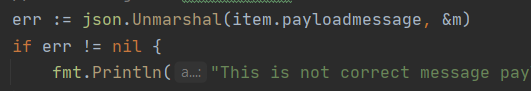 err := json.Unmarshal(item.payloadmessage, &m)
if err != nil {
fmt.Println( a...: "This is not correct message pay